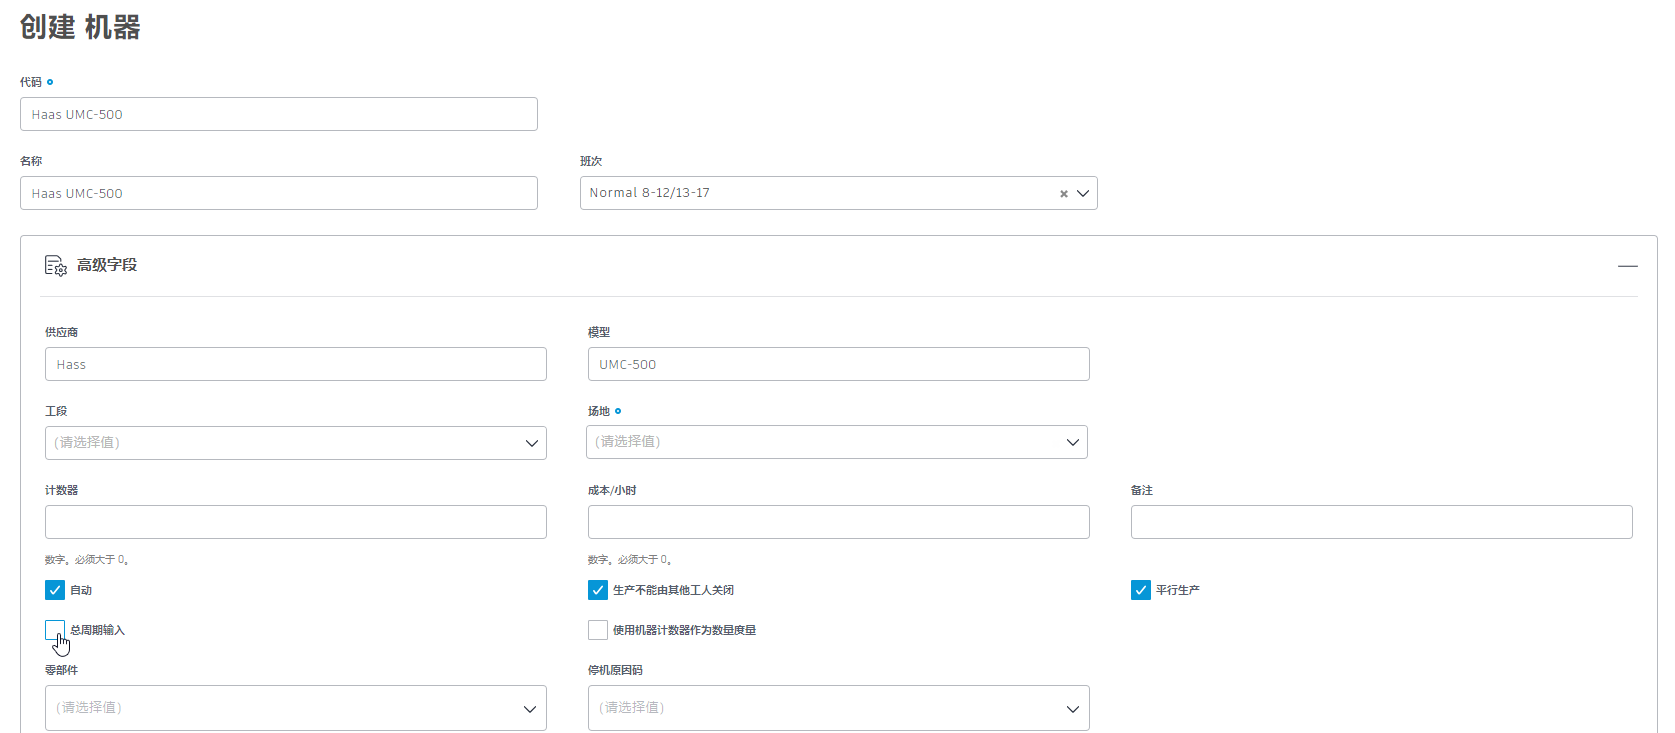 创建 机器
代码
Haas UMC-500
名称
班次
Haas UMC-500
Normal 8-12/13-17
高级字段
供应商
模型
Hass
UMC-500
工段
场地
(请选择值)
(请选择值)
计数器
成本/小时
备注
数字。必须大于 0。
数字。必须大于 0。
自动
生产不能由其他工人关闭
平行生产
总周期输入
使用机器计数器作为数量度量
零部件
停机原因码
(请选择值)
(请选择值)